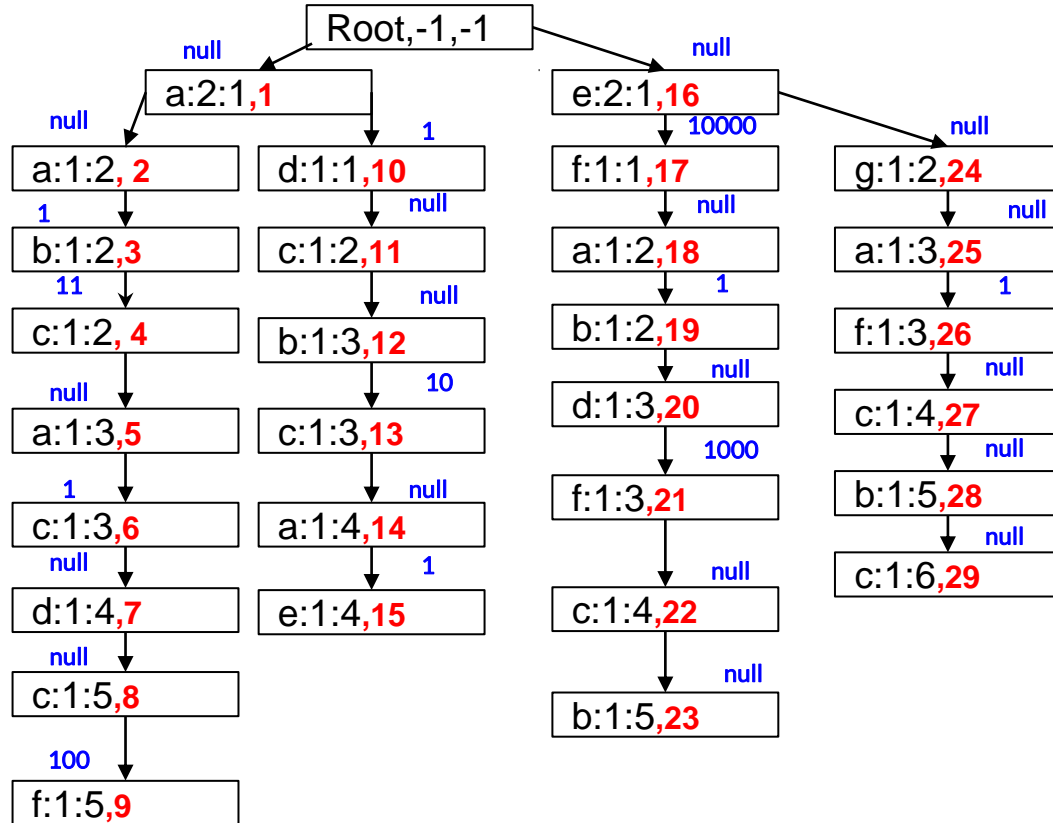 Root,-1,-1
null
null
a:2:1,1
e:2:1,16
null
1
10000
null
a:1:2, 2
d:1:1,10
f:1:1,17
g:1:2,24
1
null
null
null
b:1:2,3
c:1:2,11
a:1:2,18
a:1:3,25
11
null
1
1
c:1:2, 4
b:1:3,12
b:1:2,19
f:1:3,26
null
10
null
null
a:1:3,5
c:1:3,13
d:1:3,20
c:1:4,27
1
null
1000
null
c:1:3,6
a:1:4,14
f:1:3,21
b:1:5,28
null
1
null
null
d:1:4,7
e:1:4,15
c:1:4,22
c:1:6,29
null
null
c:1:5,8
b:1:5,23
100
f:1:5,9